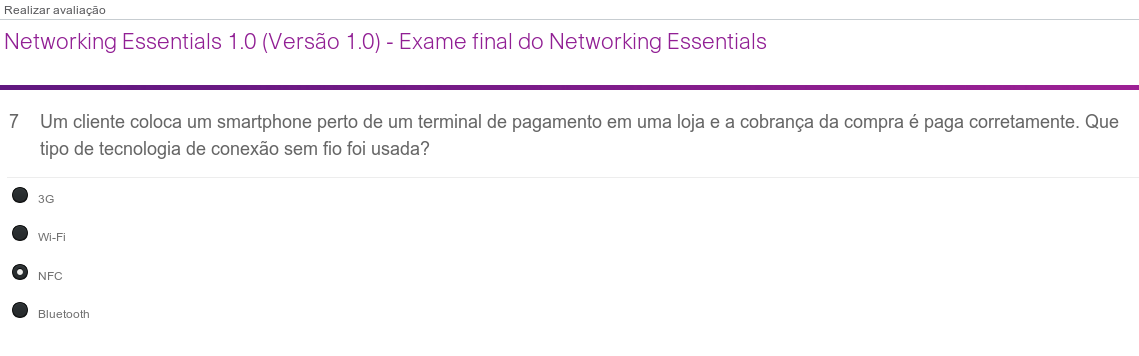 Realizar avaliação
Networking Essentials 1.0 (Versão 1.0) - Exame final do Networking Essentials
7 Um cliente coloca um smartphone perto de um terminal de pagamento em uma loja e a cobrança da compra é paga corretamente. Que
tipo de tecnologia de conexão sem fio foi usada?
3G
Wi-Fi
NFC
Bluetooth